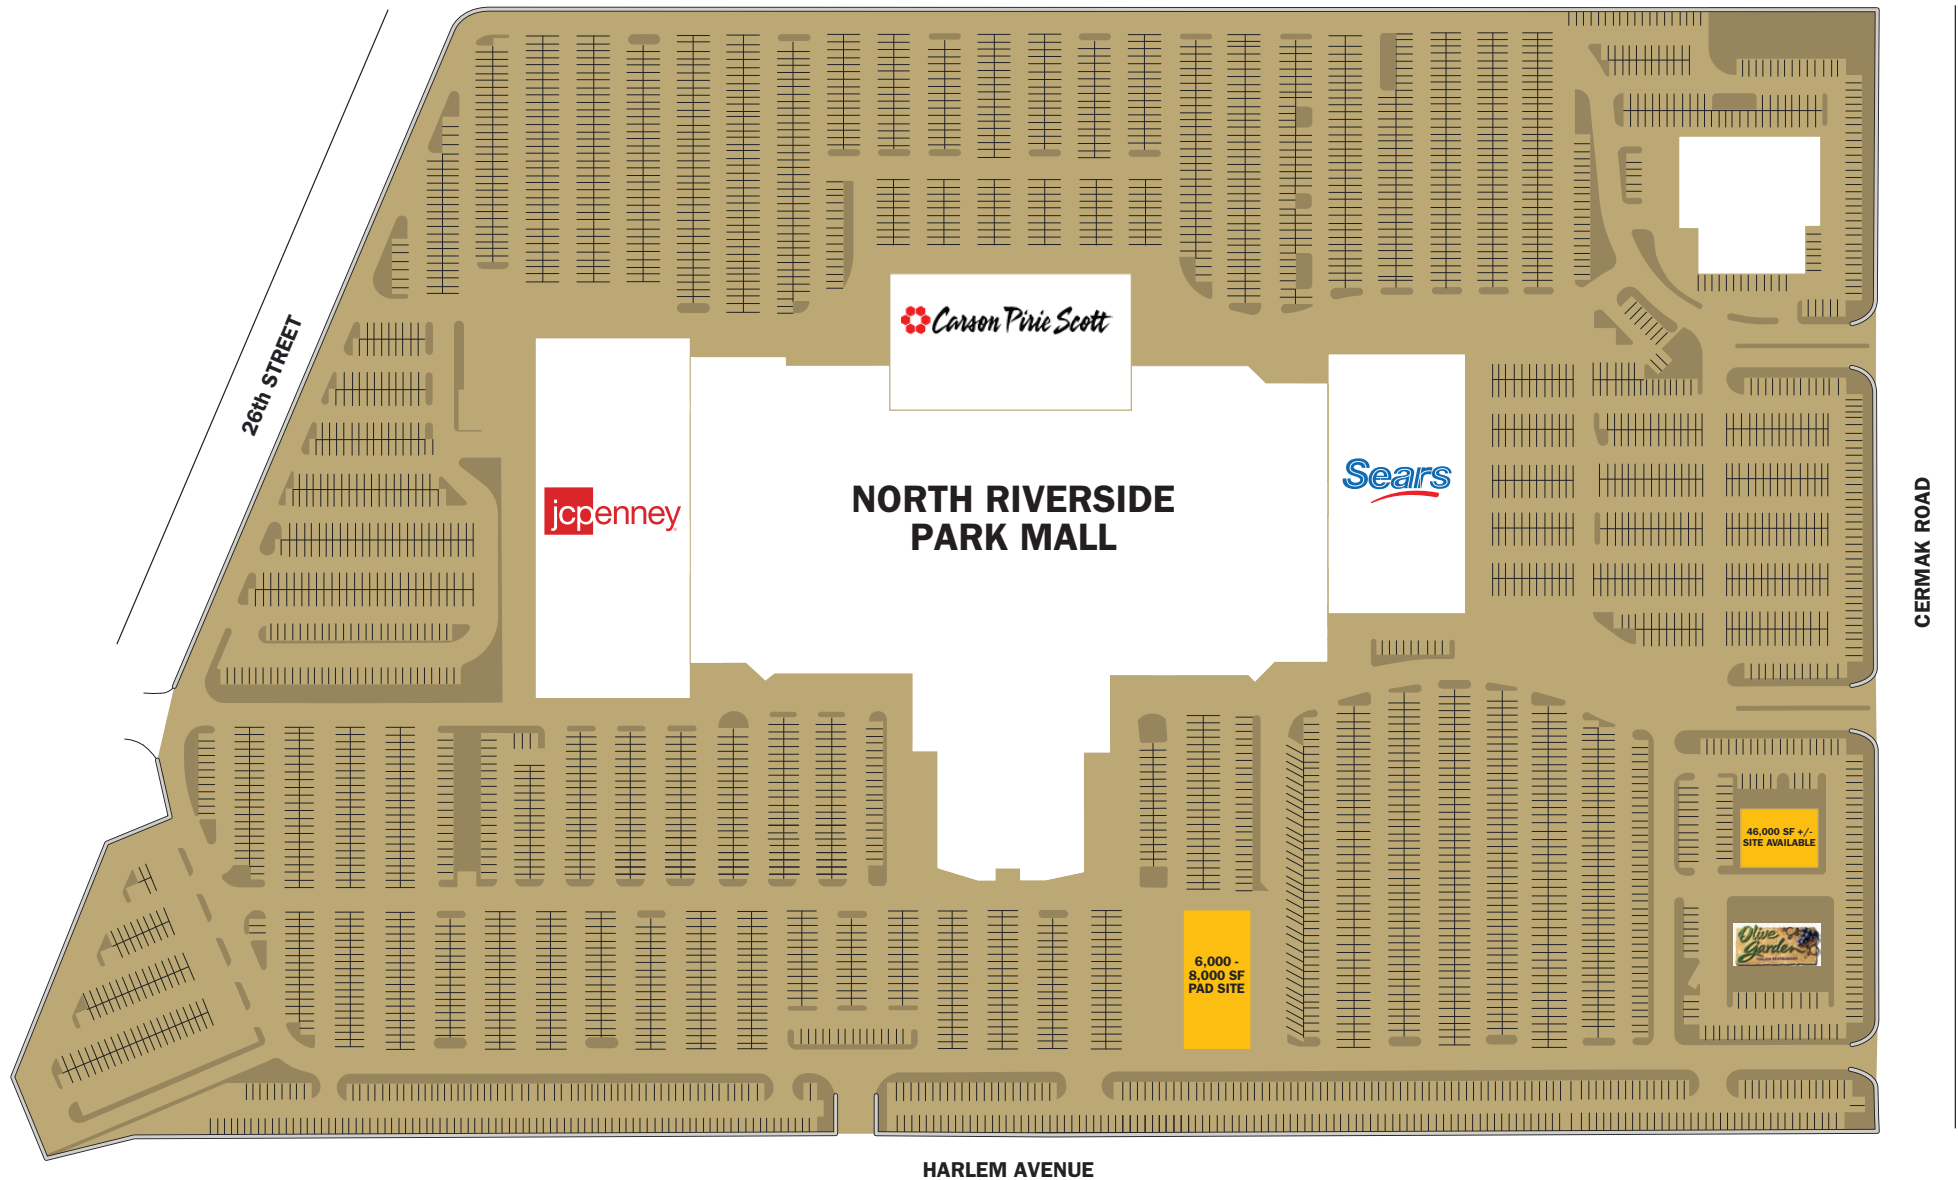 26th STREET
Carson Pirie Scott
jcpenney
NORTH RIVERSIDE
PARK MALL
Sears
CERMAK ROAD
46,000 SF +/-
SITE AVAILABLE
Olive
Garden
6,000 -
8,000 SF
PAD SITE
HARLEM AVENUE